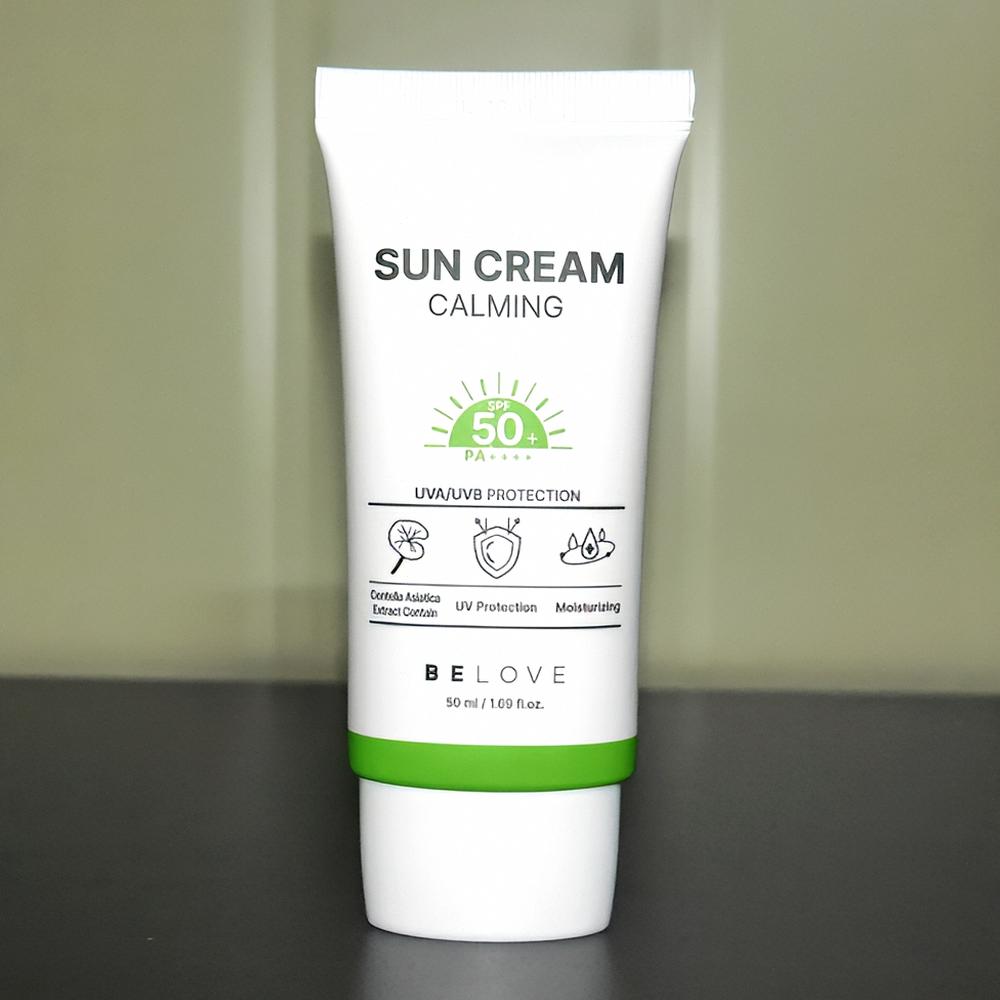 SUN CREAM
CALMING
SPF
50+
PA++++
UVA/UVB PROTECTION
Centella Asiatica
Extract Contain
UV Protection
Moisturizing
BELOVE
50 ml / 1.69 fl.oz.